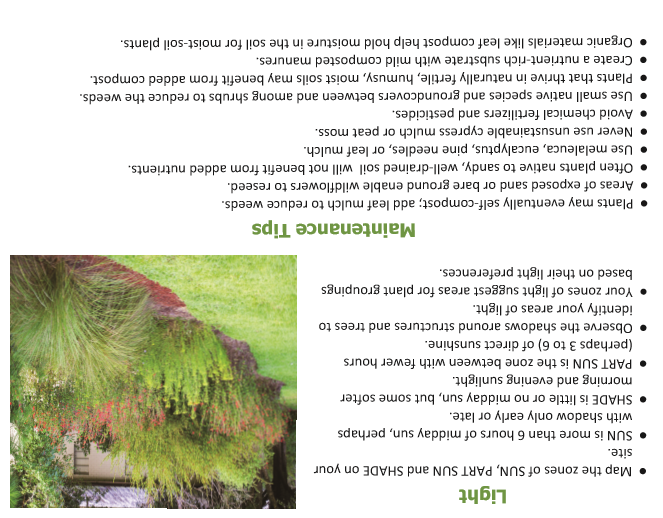 Light
● Map the zones of SUN, PART SUN and SHADE on your
site.
● SUN is more than 6 hours of midday sun, perhaps
with shadow only early or late.
● SHADE is little or no midday sun, but some softer
morning and evening sunlight.
● PART SUN is the zone between with fewer hours
(perhaps 3 to 6) of direct sunshine.
● Observe the shadows around structures and trees to
identify your areas of light.
● Your zones of light suggest areas for plant groupings
based on their light preferences.
Maintenance Tips
● Plants may eventually self-compost; add leaf mulch to reduce weeds.
● Areas of exposed sand or bare ground enable wildflowers to reseed.
● Often plants native to sandy, well-drained soil will not benefit from added nutrients.
● Use melaleuca, eucalyptus, pine needles, or leaf mulch.
● Never use unsustainable cypress mulch or peat moss.
● Avoid chemical fertilizers and pesticides.
● Use small native species and groundcovers between and among shrubs to reduce the weeds.
● Plants that thrive in naturally fertile, humusy, moist soils may benefit from added compost.
● Create a nutrient-rich substrate with mild composted manures.
● Organic materials like leaf compost help hold moisture in the soil for moist-soil plants.